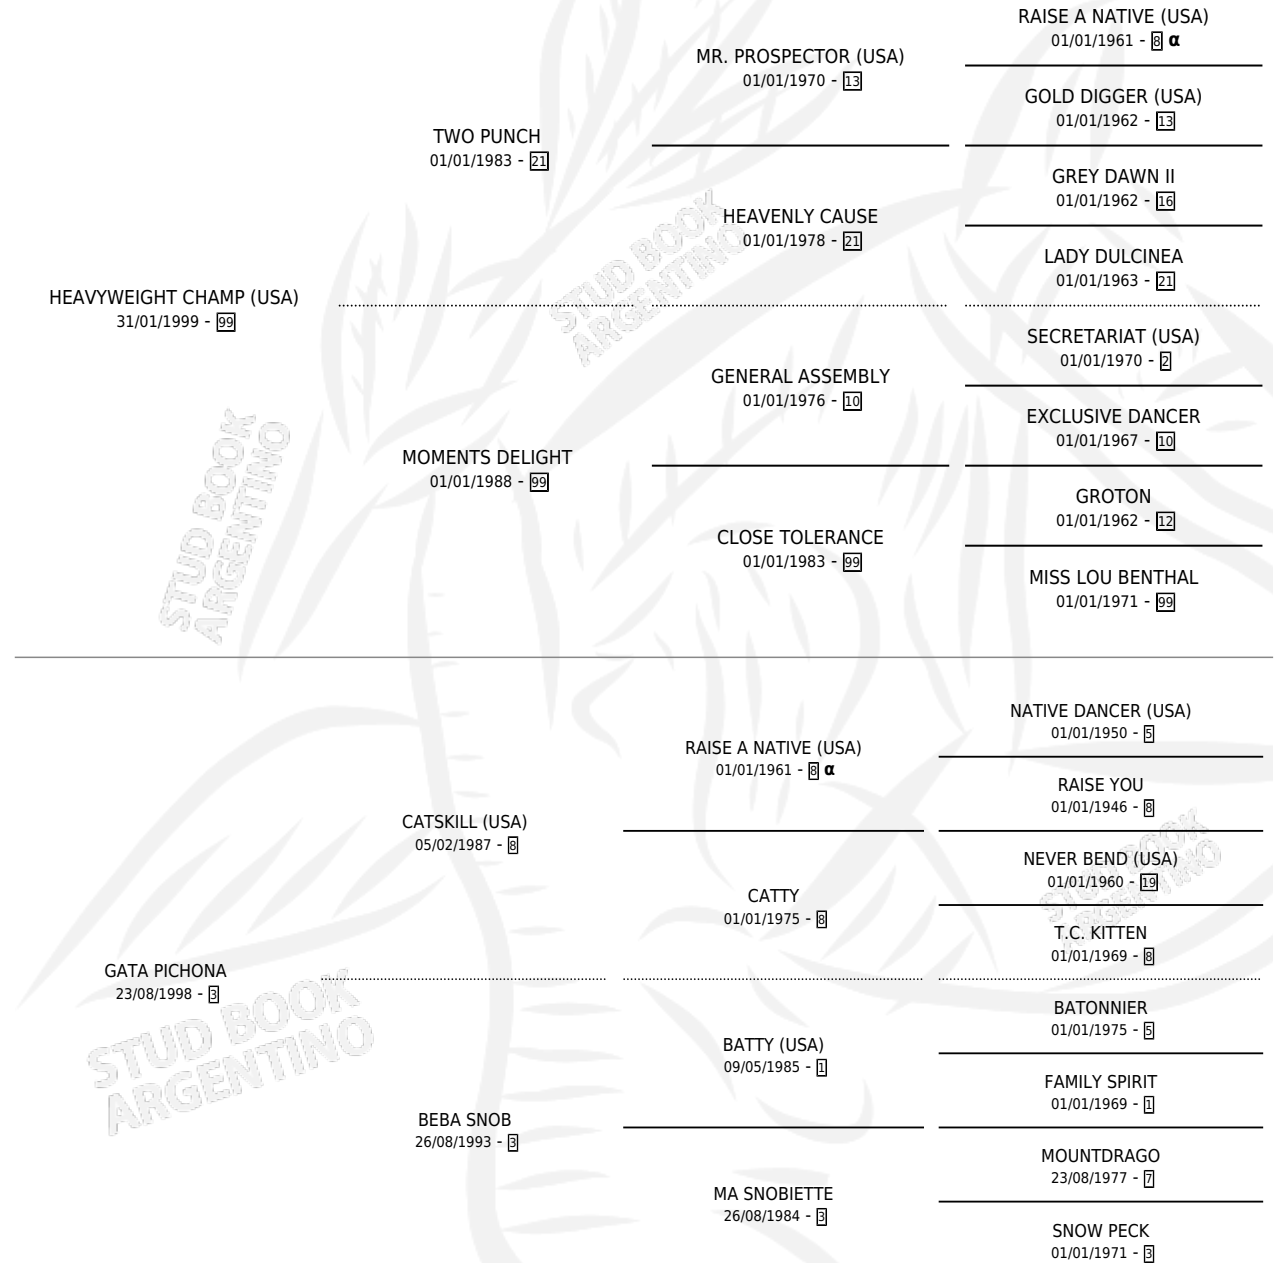 RAISE A NATIVE (USA)
01/01/1961 - 8 α
MR. PROSPECTOR (USA)
01/01/1970 - 13
GOLD DIGGER (USA)
01/01/1962 - 13
TWO PUNCH
01/01/1983 - 21
GREY DAWN II
01/01/1962 - 16
HEAVENLY CAUSE
01/01/1978 - 21
LADY DULCINEA
01/01/1963 - 21
HEAVYWEIGHT CHAMP (USA)
31/01/1999 - 99
SECRETARIAT (USA)
01/01/1970 - 2
GENERAL ASSEMBLY
01/01/1976 - 10
EXCLUSIVE DANCER
01/01/1967 - 10
MOMENTS DELIGHT
01/01/1988 - 99
GROTON
01/01/1962 - 12
CLOSE TOLERANCE
01/01/1983 - 99
MISS LOU BENTHAL
01/01/1971 - 99
NATIVE DANCER (USA)
01/01/1950 - 5
RAISE A NATIVE (USA)
01/01/1961 - 8 α
RAISE YOU
01/01/1946 - 8
CATSKILL (USA)
05/02/1987 - 8
NEVER BEND (USA)
01/01/1960 - 19
CATTY
01/01/1975 - 8
T.C. KITTEN
01/01/1969 - 8
GATA PICHONA
23/08/1998 - 3
BATONNIER
01/01/1975 - 5
BATTY (USA)
09/05/1985 - 1
FAMILY SPIRIT
01/01/1969 - 1
BEBA SNOB
26/08/1993 - 3
MOUNTDRAGO
23/08/1977 - 7
MA SNOBIETTE
26/08/1984 - 3
SNOW PECK
01/01/1971 - 3
STUD BOOK
ARGENTINO
STUD BOOK
ARGENTINO
STUD BOOK
ARGENTINO
STUD BOOK
ARGENTINO